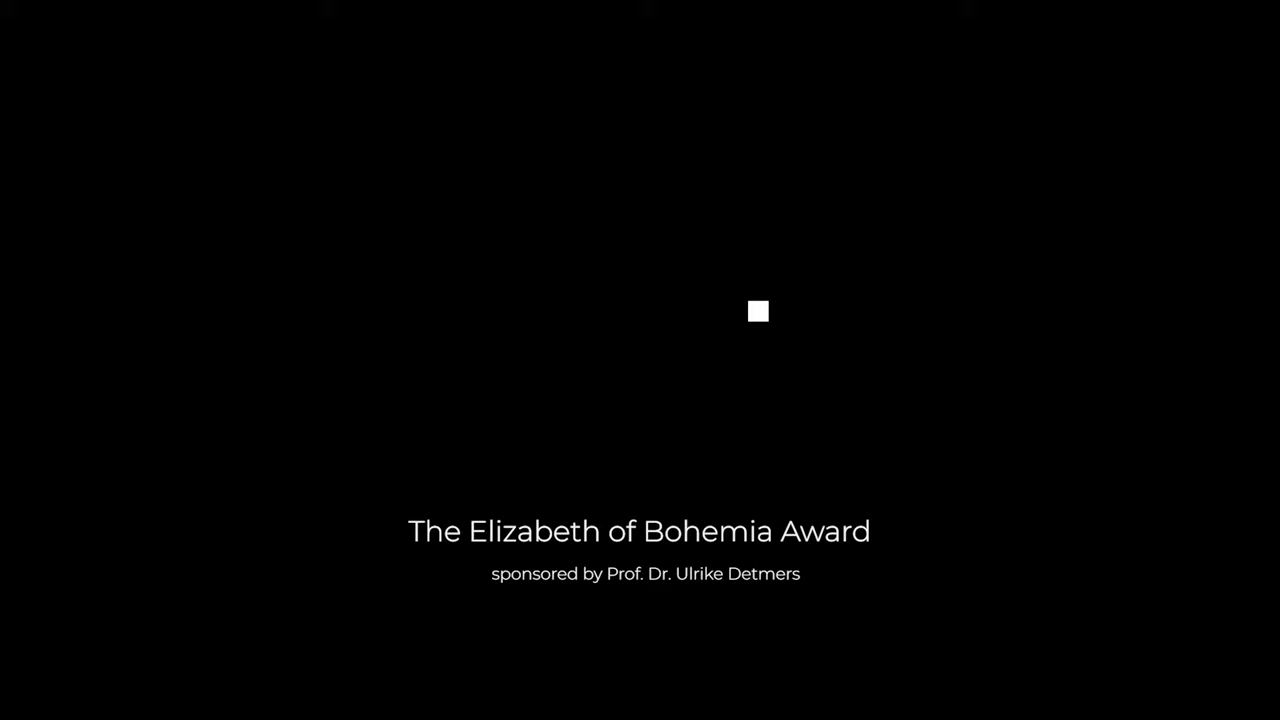 The Elizabeth of Bohemia Award
sponsored by Prof. Dr. Ulrike Detmers